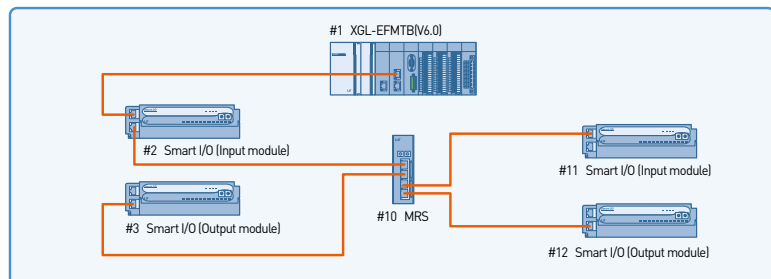 #1 XGL-EFMTB(V6.0)
#2 Smart I/O (Input module)
#11 Smart I/O (Input module)
#3 Smart I/O (Output module)
#10 MRS
#12 Smart I/O (Output module)